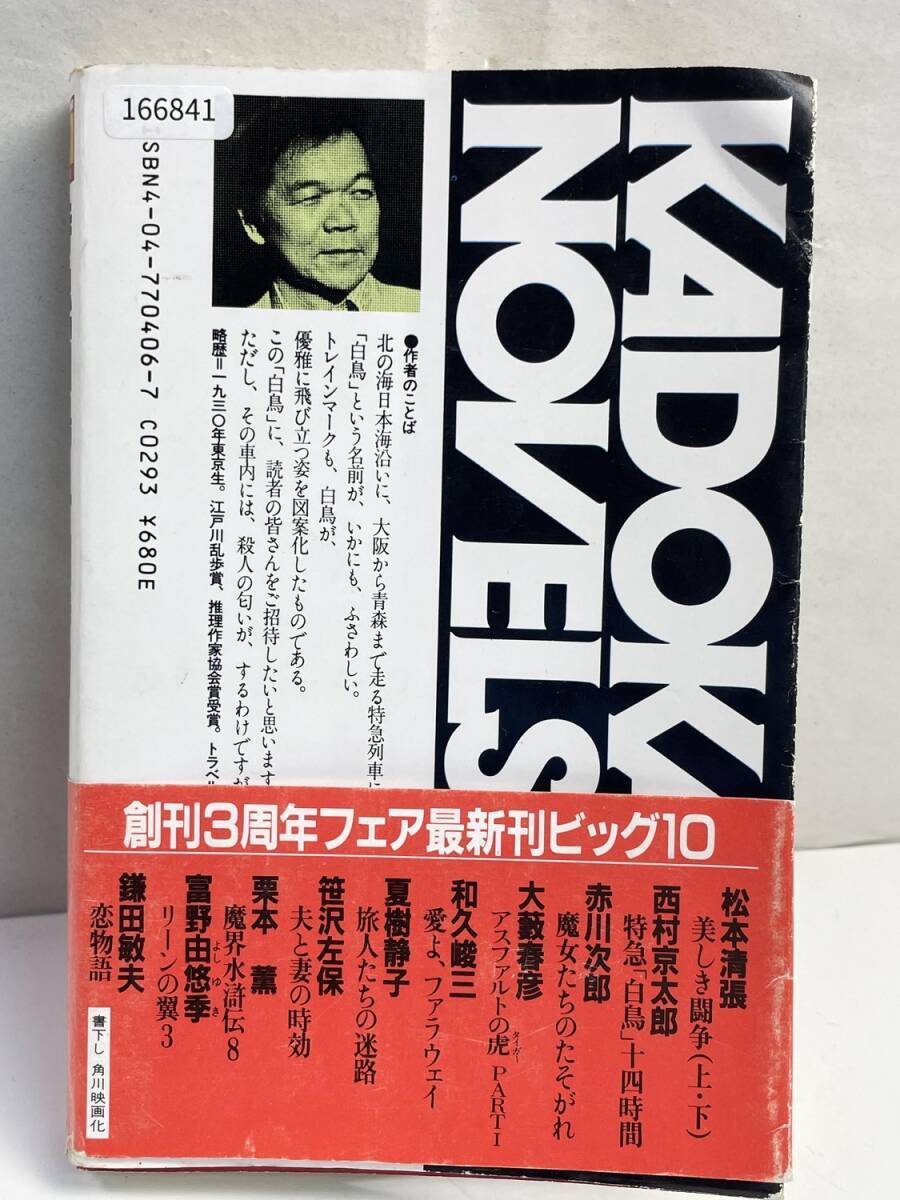 166841
ISBN4-04-770406-7 C0293 ¥680E
KADOKA
NOVELS
●作者のことば
北の海日本海沿いに、大阪から青森まで走る特急列車に
「白鳥」という名前が、いかにも、ふさわしい。
トレインマークも、白鳥が、
優雅に飛び立つ姿を図案化したものである。
この「白鳥」に、読者の皆さんをご招待したいと思います
ただし、その車内には、殺人の匂いが、するわけですが
略歴=一九三〇年東京生。江戸川乱歩賞、推理作家協会賞受賞。トラベル
創刊3周年フェア最新刊ビッグ10
松本清張
美しき闘争(上・下)
西村京太郎
特急「白鳥」十四時間
赤川次郎
魔女たちのたそがれ
大藪春彦
アスファルトの虎 PART I
タイガー
和久峻三
愛よ、ファラウェイ
夏樹静子
旅人たちの迷路
笹沢左保
夫と妻の時効
栗本 薫
魔界水滸伝8
富野由悠季
よしゆき
リーンの翼3
鎌田敏夫
恋物語
書下し 角川映画化